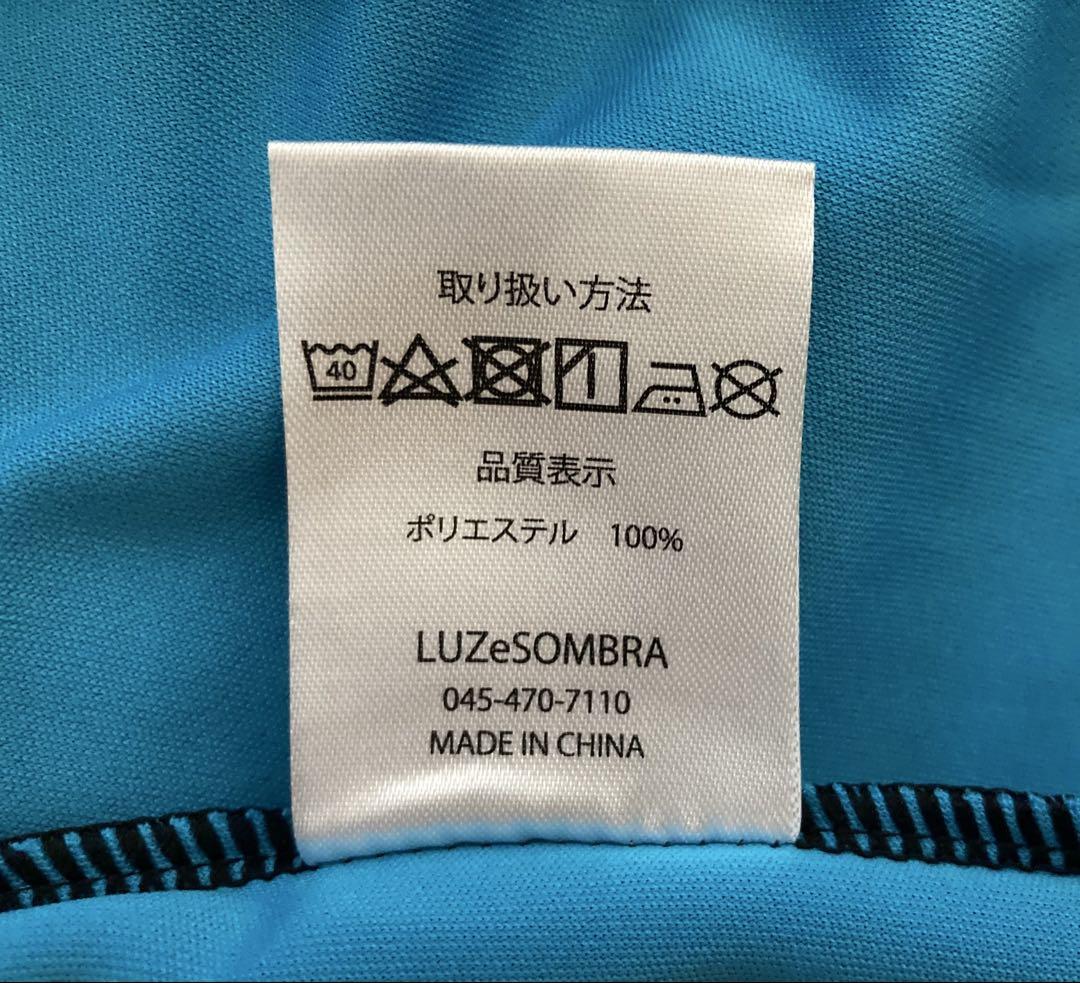 取り扱い方法
40
品質表示
ポリエステル 100%
LUZeSOMBRA
045-470-7110
MADE IN CHINA